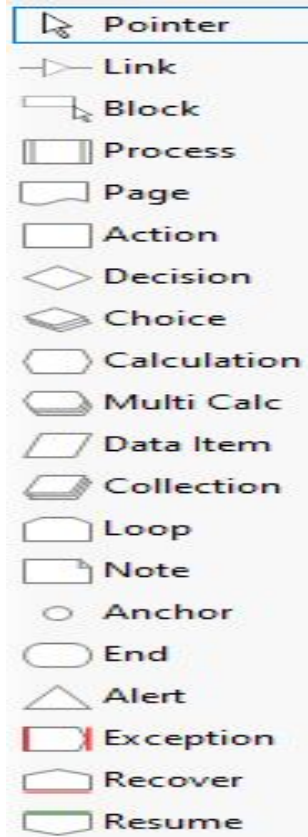 Pointer
Link
Block
Process
Page
Action
Decision
Choice
Calculation
Multi Calc
Data Item
Collection
Loop
Note
Anchor
End
Alert
Exception
Recover
Resume